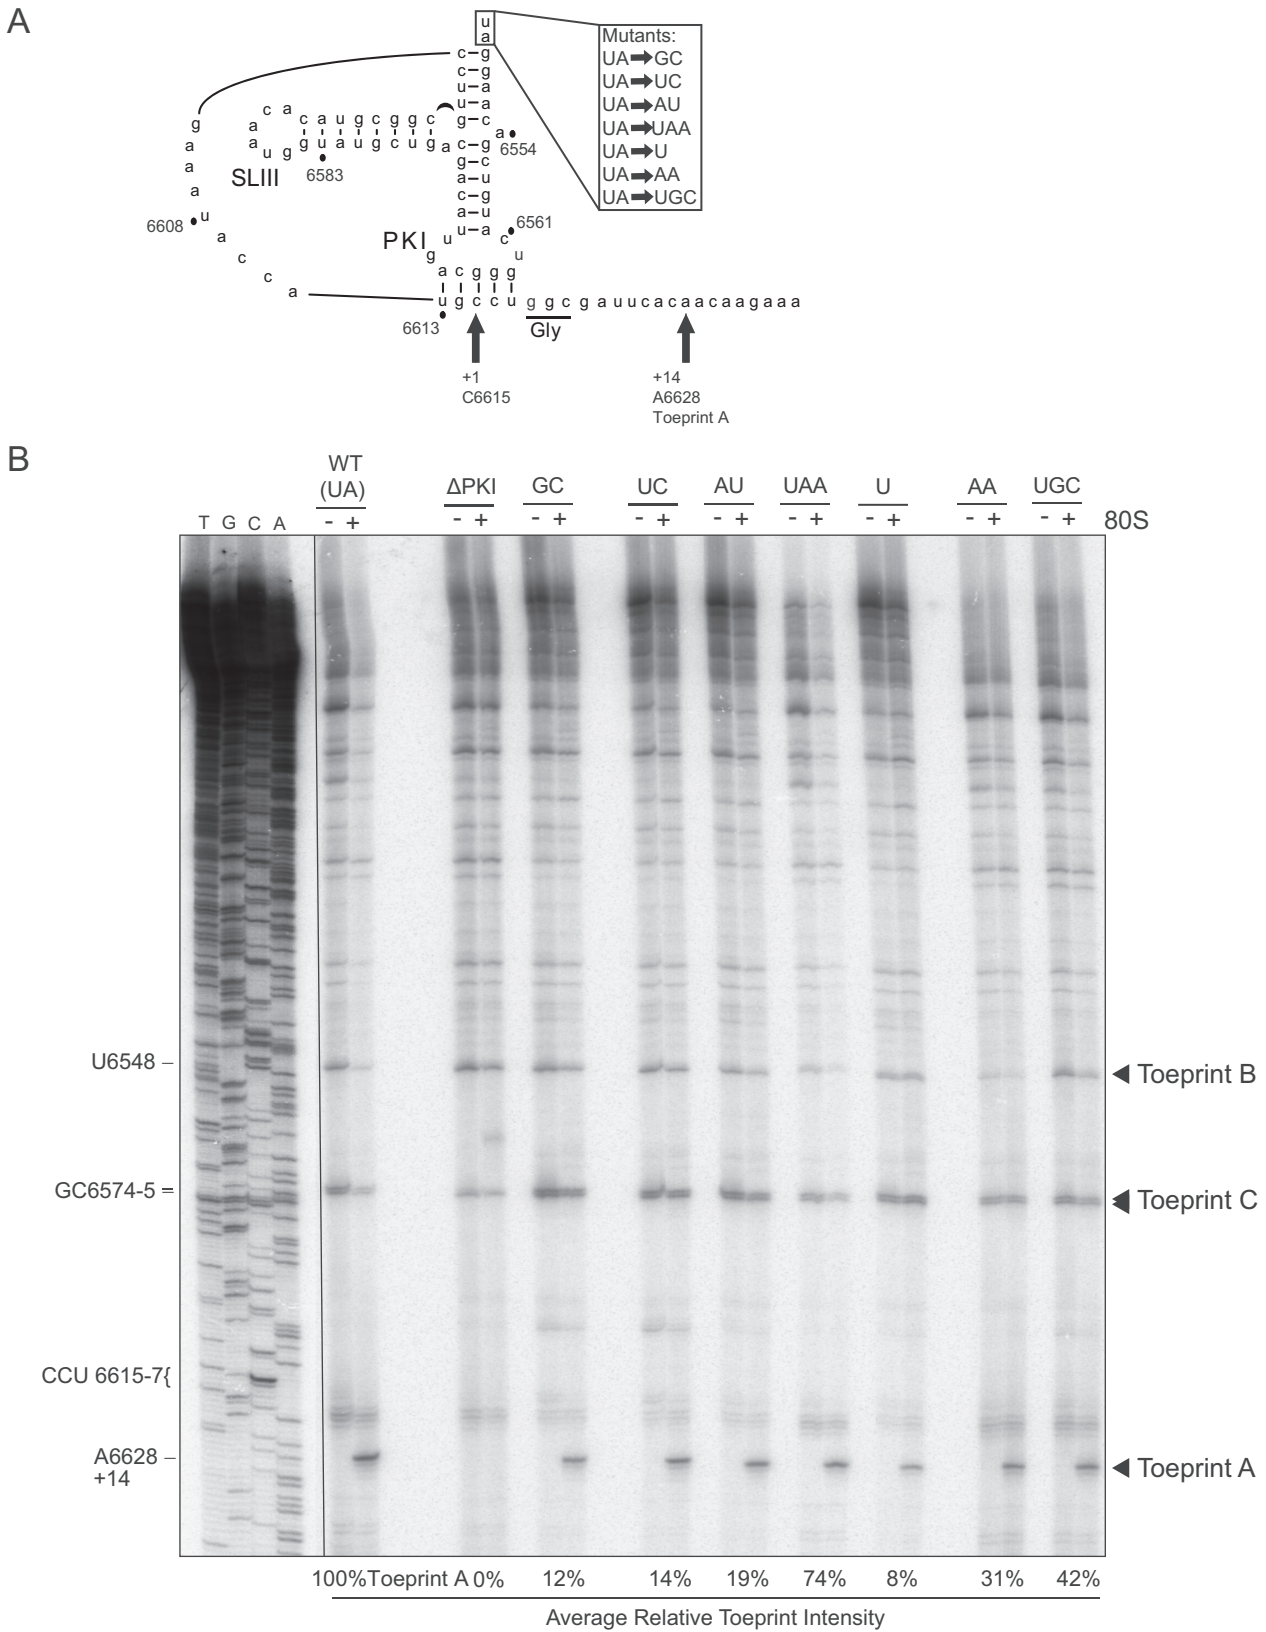 A
u
a
Mutants:
UA➡GC
UA➡UC
UA➡AU
UA➡UAA
UA➡U
UA➡AA
UA➡UGC
c–g
c–g
u–a
u–a
g–c
a
6554
c a
a
a
u g
c a u g c g g c
g u a u g c u g a
6583
SLIII
g
a
a
a
u
6608
a
c
c
a
c–g
g–c
a–u
c–g
a–u
u–a
6561
c
u
PKI
u
g
a c g g g
u g c c u g g c g a u u c a c a a c a a g a a a
6613
Gly
+1
C6615
+14
A6628
Toeprint A
B
WT
(UA)
ΔPKI GC UC AU UAA U AA UGC
T G C A - + - + - + - + - + - + - + - + - + 80S
U6548
Toeprint B
GC6574-5
Toeprint C
CCU 6615-7{
A6628
+14
Toeprint A
100% Toeprint A 0% 12% 14% 19% 74% 8% 31% 42%
Average Relative Toeprint Intensity